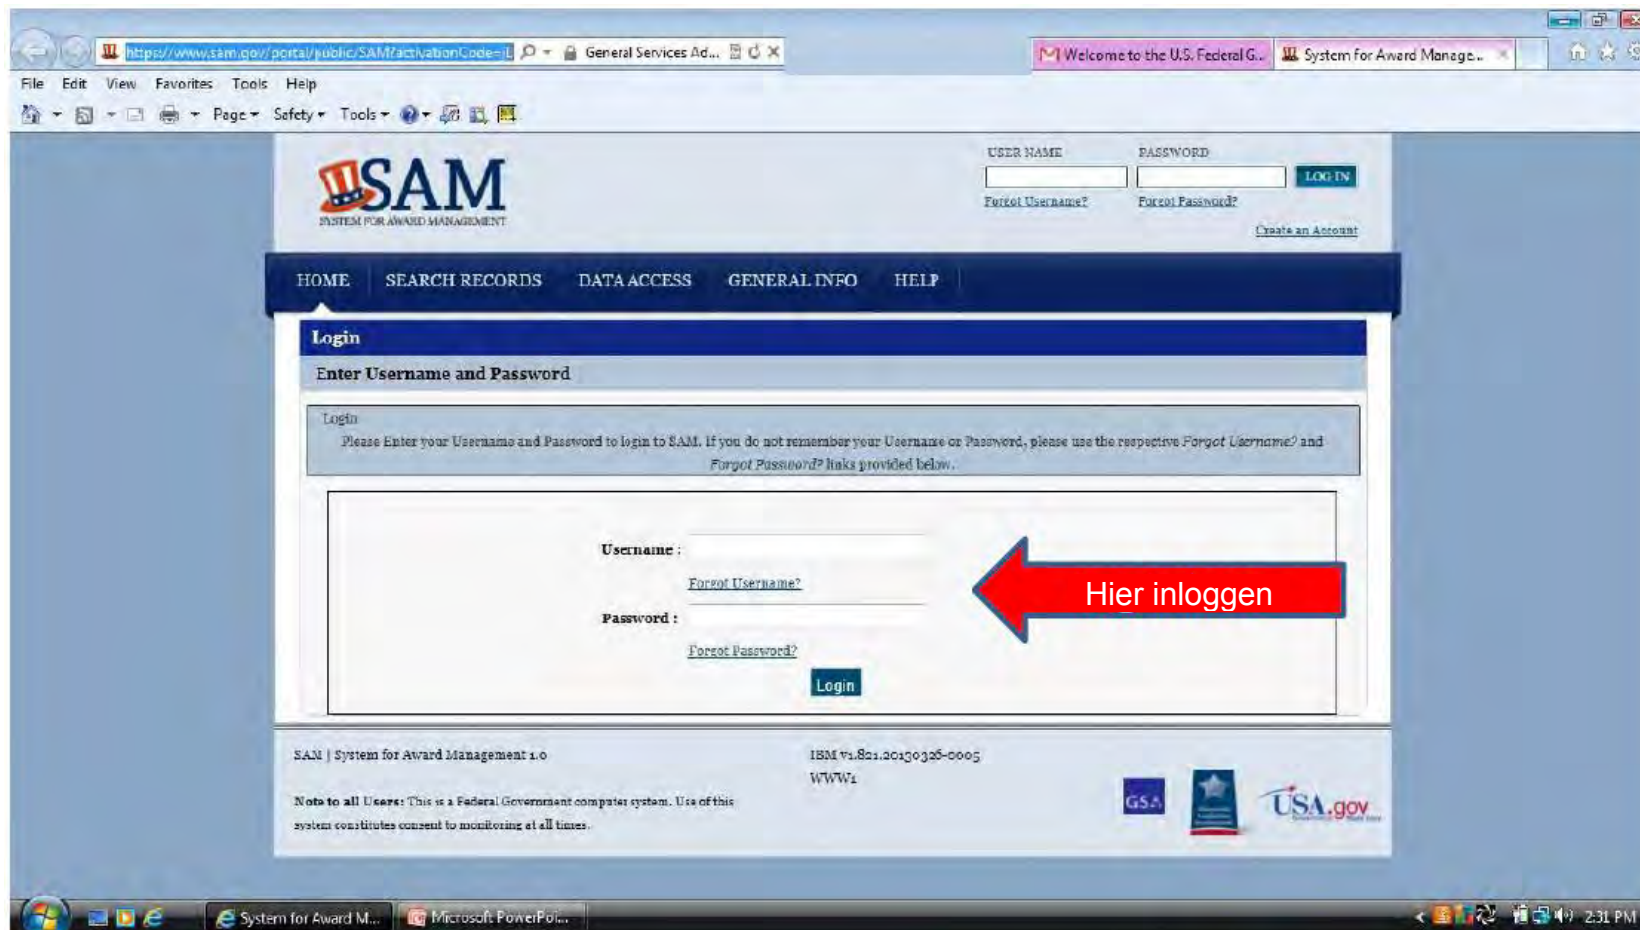 https://www.sam.gov/portal/public/SAM?activationCode=
General Services Ad...
Welcome to the U.S. Federal G...
System for Award Manage...
File Edit View Favorites Tools Help
Page Safety Tools
SAM
SYSTEM FOR AWARD MANAGEMENT
USER NAME PASSWORD
LOG IN
Forgot Username? Forgot Password?
Create an Account
HOME SEARCH RECORDS DATA ACCESS GENERAL INFO HELP
Login
Enter Username and Password
Login
Please Enter your Username and Password to login to SAM. If you do not remember your Username or Password, please use the respective Forgot Username? and
Forgot Password? links provided below.
Username :
Forgot Username?
Hier inloggen
Password :
Forgot Password?
Login
SAM | System for Award Management 1.0
IBM v1.821.20130326-0005
WWW1
Note to all Users: This is a Federal Government computer system. Use of this
system constitutes consent to monitoring at all times.
GSA
USA.gov
System for Award M...
Microsoft PowerPoi...
2:31 PM